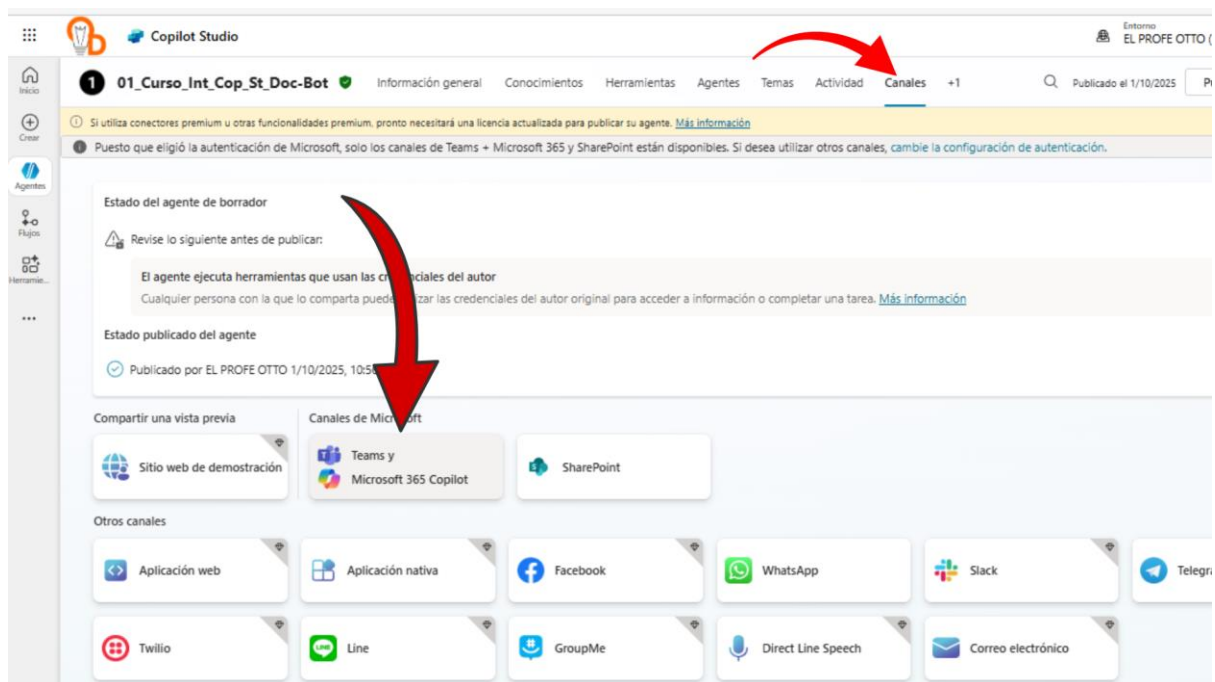 Copilot Studio
Entorno
EL PROFE OTTO (
Inicio
1 01_Curso_Int_Cop_St_Doc-Bot Información general Conocimientos Herramientas Agentes Temas Actividad Canales +1 Publicado el 1/10/2025
Crear
Si utiliza conectores premium u otras funcionalidades premium, pronto necesitará una licencia actualizada para publicar su agente. Más información
Puesto que eligió la autenticación de Microsoft, solo los canales de Teams + Microsoft 365 y SharePoint están disponibles. Si desea utilizar otros canales, cambie la configuración de autenticación.
Agentes
Flujos
Herramie...
Estado del agente de borrador
Revise lo siguiente antes de publicar:
El agente ejecuta herramientas que usan las credenciales del autor
Cualquier persona con la que lo comparta puede utilizar las credenciales del autor original para acceder a información o completar una tarea. Más información
Estado publicado del agente
Publicado por EL PROFE OTTO 1/10/2025, 10:5
Compartir una vista previa
Canales de Microsoft
Sitio web de demostración
Teams y
Microsoft 365 Copilot
SharePoint
Otros canales
Aplicación web
Aplicación nativa
Facebook
WhatsApp
Slack
Telegra
Twilio
Line
GroupMe
Direct Line Speech
Correo electrónico